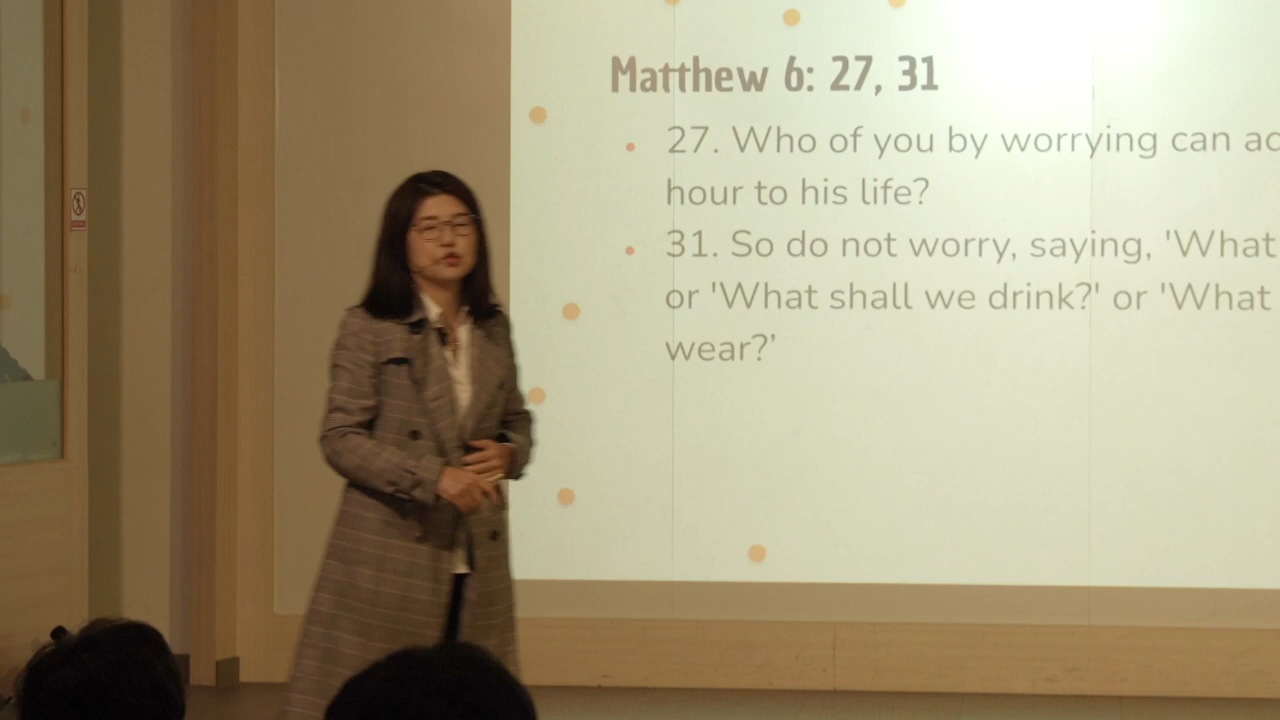 Matthew 6: 27, 31
27. Who of you by worrying can
hour to his life?
31. So do not worry, saying, 'What
or 'What shall we drink?' or 'What
wear?’